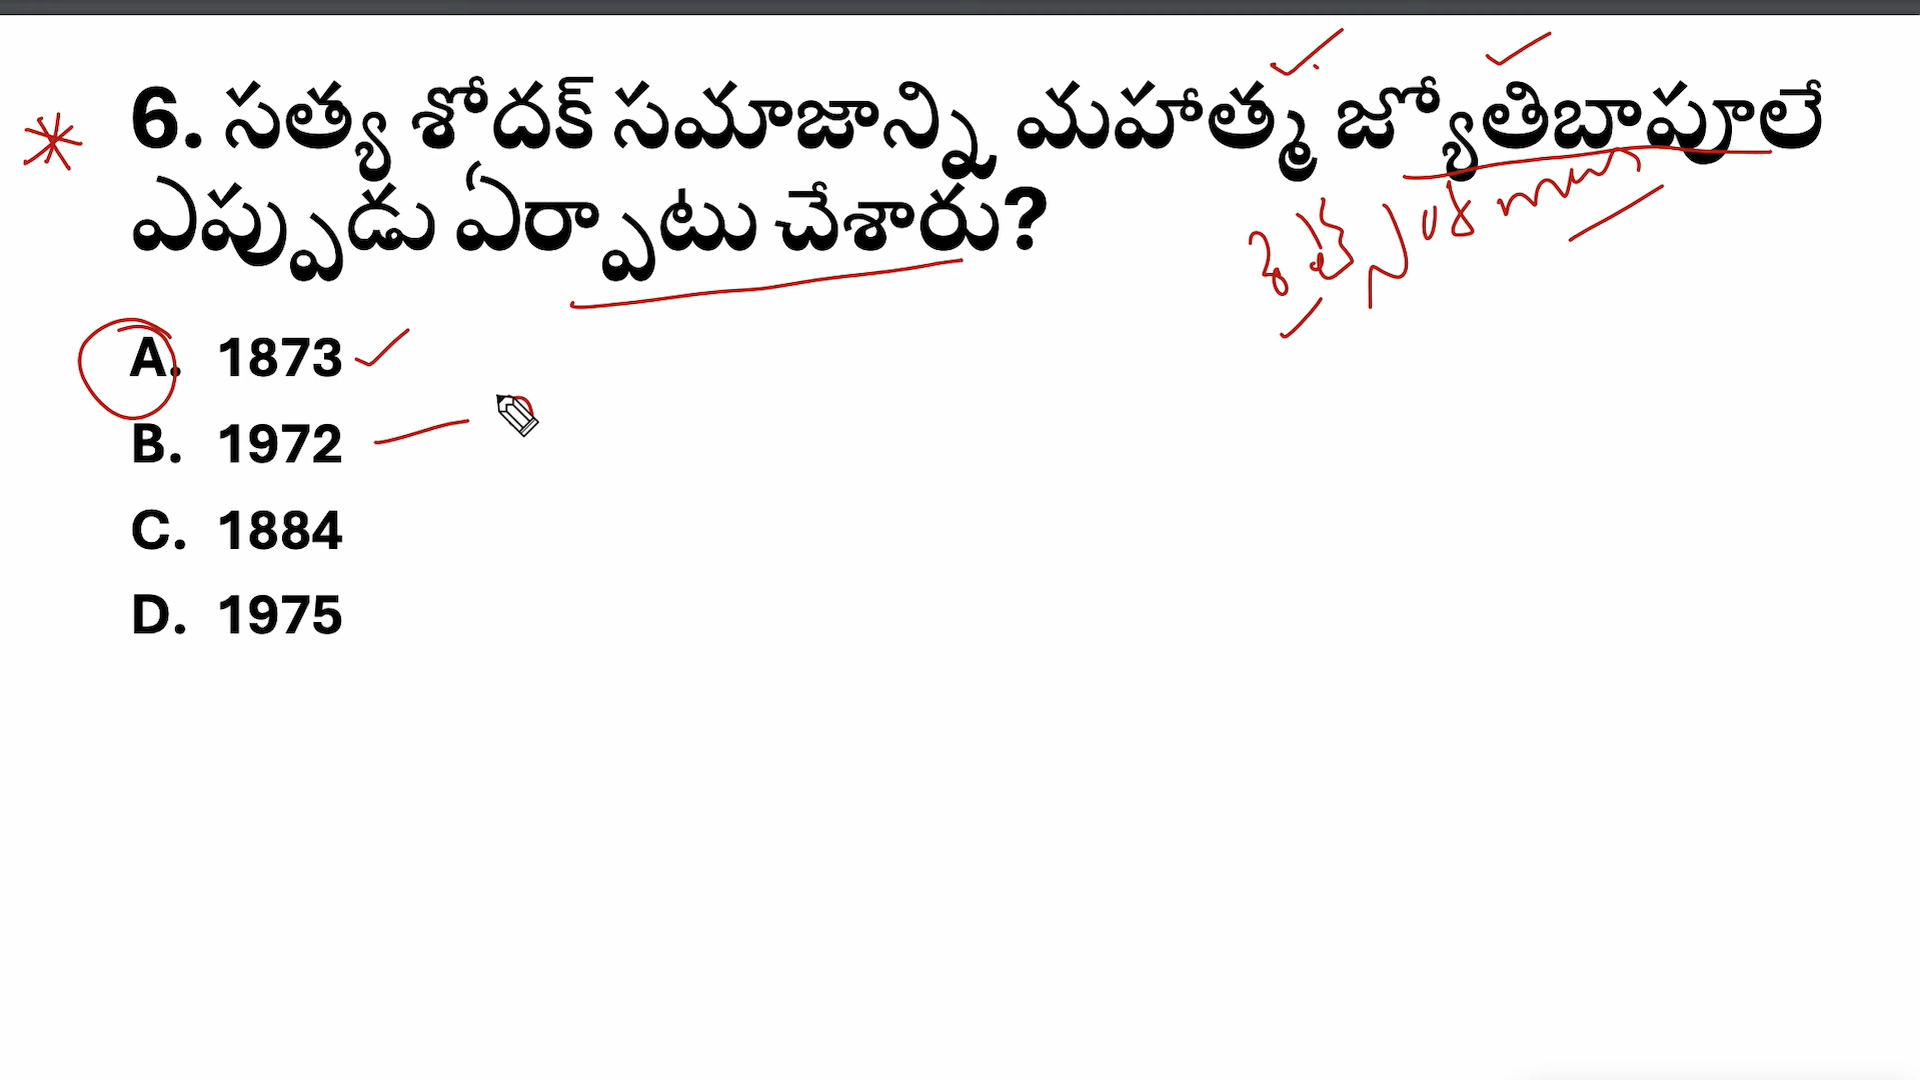 6. సత్య శోదక్ సమాజాన్ని మహాత్మ జ్యోతిబాపూలే
ఎప్పుడు ఏర్పాటు చేశారు?
A. 1873
B. 1972
C. 1884
D. 1975